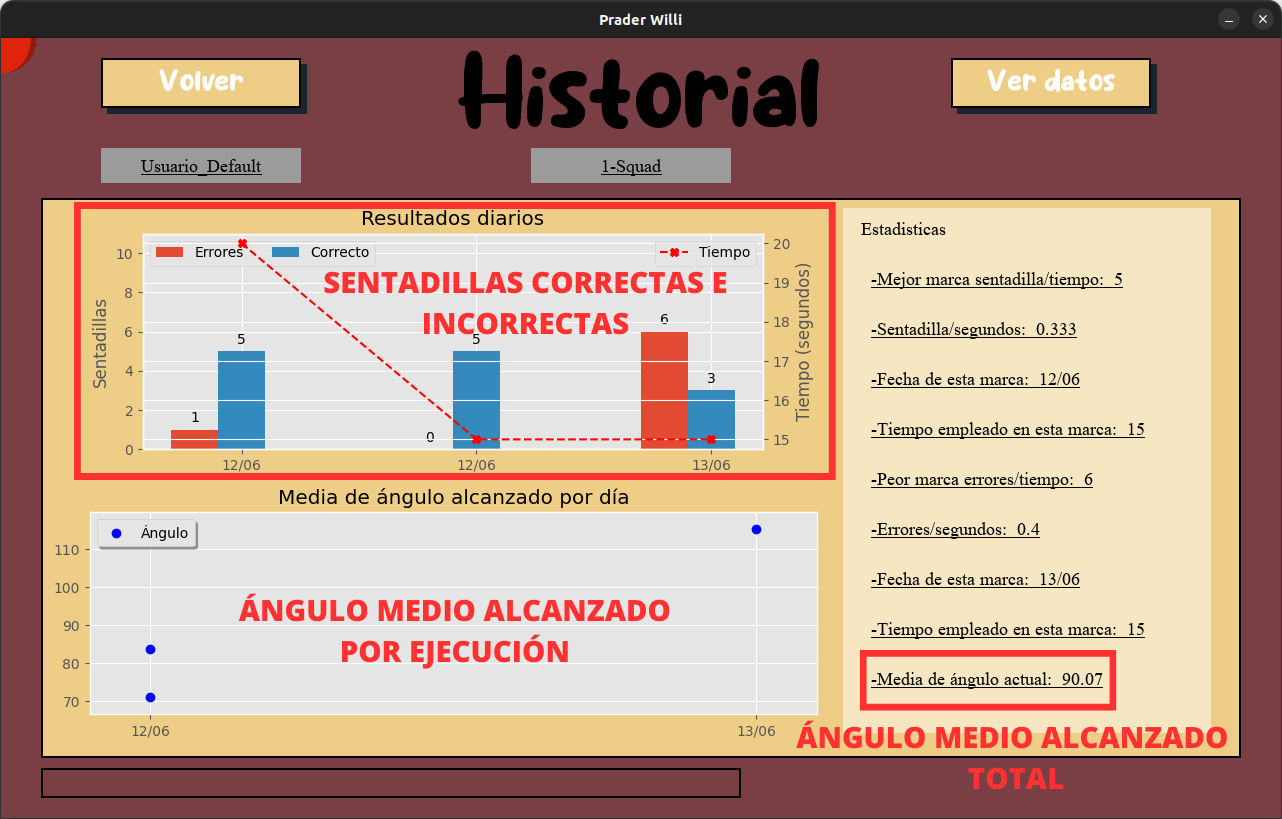 Prader Willi
Volver
Historial
Ver datos
Usuario_Default
1-Squad
Resultados diarios
Errores
Correcto
Tiempo
SENTADILLAS CORRECTAS E
INCORRECTAS
Sentadillas
10
8
6
4
2
0
1
5
0
5
6
3
20
19
18
17
16
15
Tiempo (segundos)
12/06
12/06
13/06
Media de ángulo alcanzado por día
Ángulo
110
100
90
80
70
ÁNGULO MEDIO ALCANZADO
POR EJECUCIÓN
12/06
13/06
Estadisticas
-Mejor marca sentadilla/tiempo: 5
-Sentadilla/segundos: 0.333
-Fecha de esta marca: 12/06
-Tiempo empleado en esta marca: 15
-Peor marca errores/tiempo: 6
-Errores/segundos: 0.4
-Fecha de esta marca: 13/06
-Tiempo empleado en esta marca: 15
-Media de ángulo actual: 90.07
ÁNGULO MEDIO ALCANZADO
TOTAL